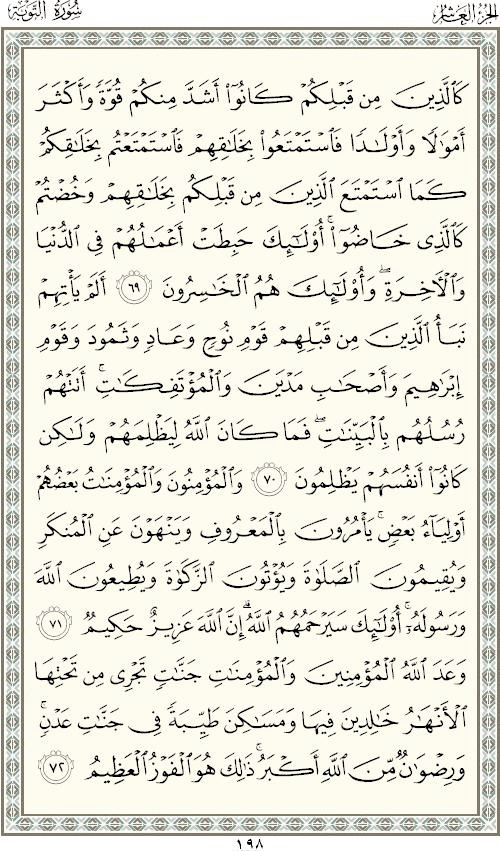 الجزء العاشر
سورة التوبة
كَٱلَّذِينَ مِن قَبْلِكُمْ كَانُوٓا۟ أَشَدَّ مِنكُمْ قُوَّةً وَأَكْثَرَ
أَمْوَٰلًا وَأَوْلَـٰدًا فَٱسْتَمْتَعُوا۟ بِخَلَـٰقِهِمْ فَٱسْتَمْتَعْتُم بِخَلَـٰقِكُمْ
كَمَا ٱسْتَمْتَعَ ٱلَّذِينَ مِن قَبْلِكُم بِخَلَـٰقِهِمْ وَخُضْتُمْ
كَٱلَّذِى خَاضُوٓا۟ ۚ أُو۟لَـٰٓئِكَ حَبِطَتْ أَعْمَـٰلُهُمْ فِى ٱلدُّنْيَا
وَٱلْـَٔاخِرَةِ ۖ وَأُو۟لَـٰٓئِكَ هُمُ ٱلْخَـٰسِرُونَ ٦٩ أَلَمْ يَأْتِهِمْ
نَبَأُ ٱلَّذِينَ مِن قَبْلِهِمْ قَوْمِ نُوحٍ وَعَادٍ وَثَمُودَ وَقَوْمِ
إِبْرَٰهِيمَ وَأَصْحَـٰبِ مَدْيَنَ وَٱلْمُؤْتَفِكَـٰتِ ۚ أَتَتْهُمْ
رُسُلُهُم بِٱلْبَيِّنَـٰتِ ۖ فَمَا كَانَ ٱللَّهُ لِيَظْلِمَهُمْ وَلَـٰكِن
كَانُوٓا۟ أَنفُسَهُمْ يَظْلِمُونَ ٧٠ وَٱلْمُؤْمِنُونَ وَٱلْمُؤْمِنَـٰتُ بَعْضُهُمْ
أَوْلِيَآءُ بَعْضٍ ۚ يَأْمُرُونَ بِٱلْمَعْرُوفِ وَيَنْهَوْنَ عَنِ ٱلْمُنكَرِ
وَيُقِيمُونَ ٱلصَّلَوٰةَ وَيُؤْتُونَ ٱلزَّكَوٰةَ وَيُطِيعُونَ ٱللَّهَ
وَرَسُولَهُۥٓ ۚ أُو۟لَـٰٓئِكَ سَيَرْحَمُهُمُ ٱللَّهُ ۗ إِنَّ ٱللَّهَ عَزِيزٌ حَكِيمٌ ٧١
وَعَدَ ٱللَّهُ ٱلْمُؤْمِنِينَ وَٱلْمُؤْمِنَـٰتِ جَنَّـٰتٍ تَجْرِى مِن تَحْتِهَا
ٱلْأَنْهَـٰرُ خَـٰلِدِينَ فِيهَا وَمَسَـٰكِنَ طَيِّبَةً فِى جَنَّـٰتِ عَدْنٍ ۚ
وَرِضْوَٰنٌ مِّنَ ٱللَّهِ أَكْبَرُ ۚ ذَٰلِكَ هُوَ ٱلْفَوْزُ ٱلْعَظِيمُ ٧٢
١٩٨